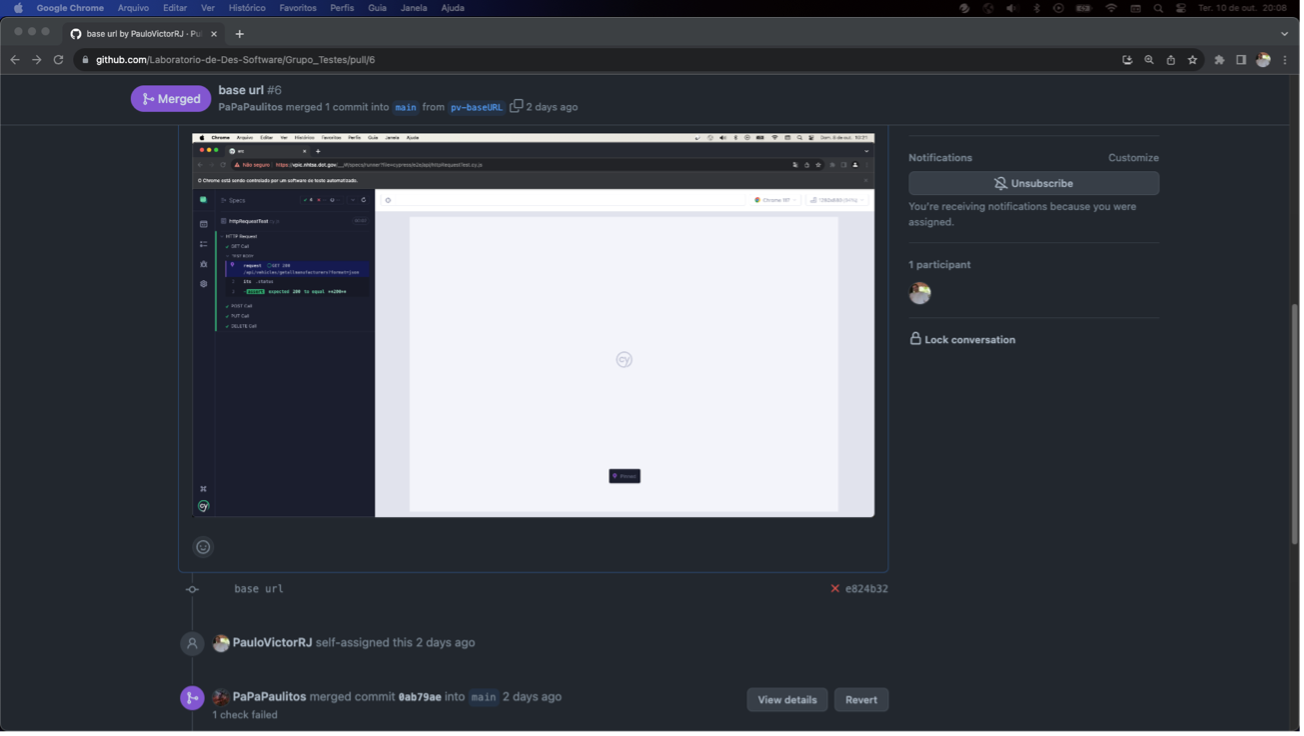 Google Chrome Arquivo Editar Ver Histórico Favoritos Perfis Guia Janela Ajuda Ter. 10 de out. 20:08
base url by PauloVictorRJ · Pu
github.com/Laboratorio-de-Des-Software/Grupo_Testes/pull/6
Merged
base url #6
PaPaPaulitos merged 1 commit into main from pv-baseURL 2 days ago
Chrome Arquivo Editar Ver Histórico Favoritos Perfis Guia Janela Ajuda
Não seguro https://vpic.nhtsa.dot.gov/__/#/specs/runner?file=cypress/e2e/api/httpRequestTest.cy.js
O Chrome está sendo controlado por um software de teste automatizado.
Specs
Chrome 117
httpRequestTest
HTTP Request
GET Call
TEST BODY
request GET 200
/api/vehicles/getallmanufacturers?format=json
its .status
assert expected 200 to equal **200**
POST Call
PUT Call
DELETE Call
Pinned
cy
Notifications Customize
Unsubscribe
You're receiving notifications because you were
assigned.
1 participant
Lock conversation
base url e824b32
PauloVictorRJ self-assigned this 2 days ago
PaPaPaulitos merged commit 0ab79ae into main 2 days ago
View details Revert
1 check failed